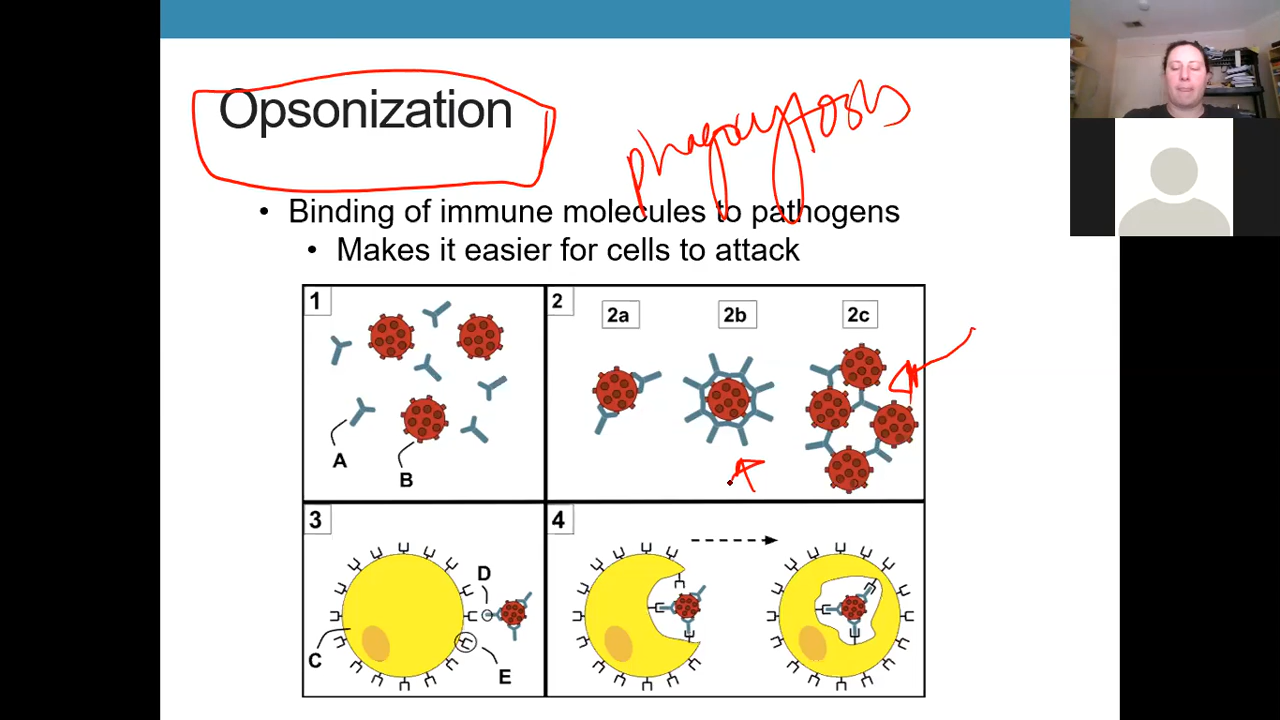 Opsonization
phagocytosis
• Binding of immune molecules to pathogens
• Makes it easier for cells to attack
1
2
2a
2b
2c
A
B
3
D
C
E
4